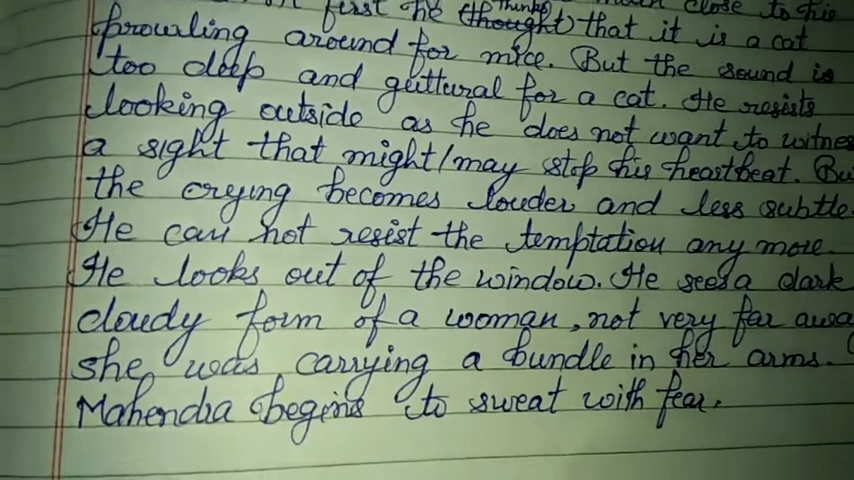 first he (thought) Thinks that it is a cat
prowling around for mice. But the sound is
too deep and guttural for a cat. He resists
looking outside as he does not want to witnes
a sight that might/may stop his heartbeat. Bu
the crying becomes louder and less subtle.
He can not resist the temptation any more.
He looks out of the window. He sees a dark
cloudy form of a woman, not very far awa
she was carrying a bundle in her arms.
Mahendra begins to sweat with fear.